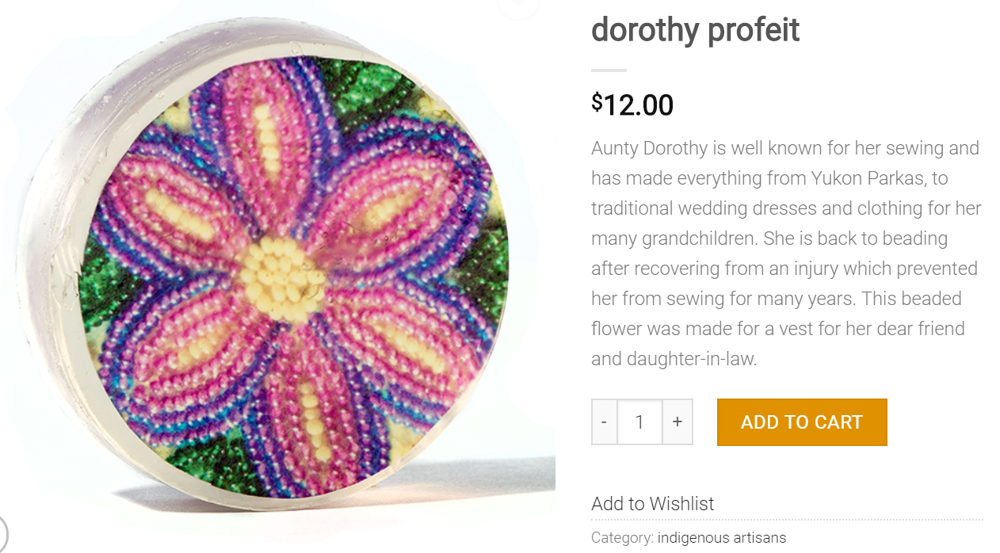 dorothy profeit
$12.00
Aunty Dorothy is well known for her sewing and
has made everything from Yukon Parkas, to
traditional wedding dresses and clothing for her
many grandchildren. She is back to beading
after recovering from an injury which prevented
her from sewing for many years. This beaded
flower was made for a vest for her dear friend
and daughter-in-law.
- 1 + ADD TO CART
Add to Wishlist
Category: indigenous artisans